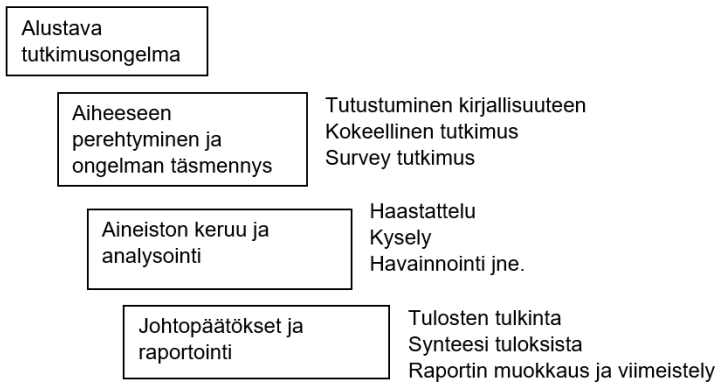 Alustava
tutkimusongelma
Aiheeseen
perehtyminen ja
ongelman täsmennys
Tutustuminen kirjallisuuteen
Kokeellinen tutkimus
Survey tutkimus
Aineiston keruu ja
analysointi
Haastattelu
Kysely
Havainnointi jne.
Johtopäätökset ja
raportointi
Tulosten tulkinta
Synteesi tuloksista
Raportin muokkaus ja viimeistely